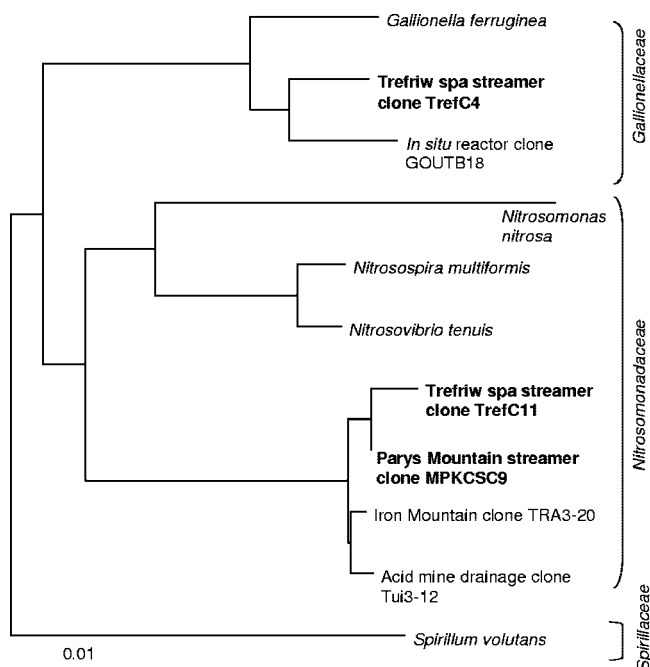 Gallionella ferruginea
Trefriw spa streamer
clone TrefC4
In situ reactor clone
GOUTB18
Gallionellaceae
Nitrosomonas
nitrosa
Nitrosospira multiformis
Nitrosovibrio tenuis
Trefriw spa streamer
clone TrefC11
Parys Mountain streamer
clone MPKCSC9
Iron Mountain clone TRA3-20
Acid mine drainage clone
Tui3-12
Nitrosomonadaceae
Spirillum volutans
Spirillaceae
0.01